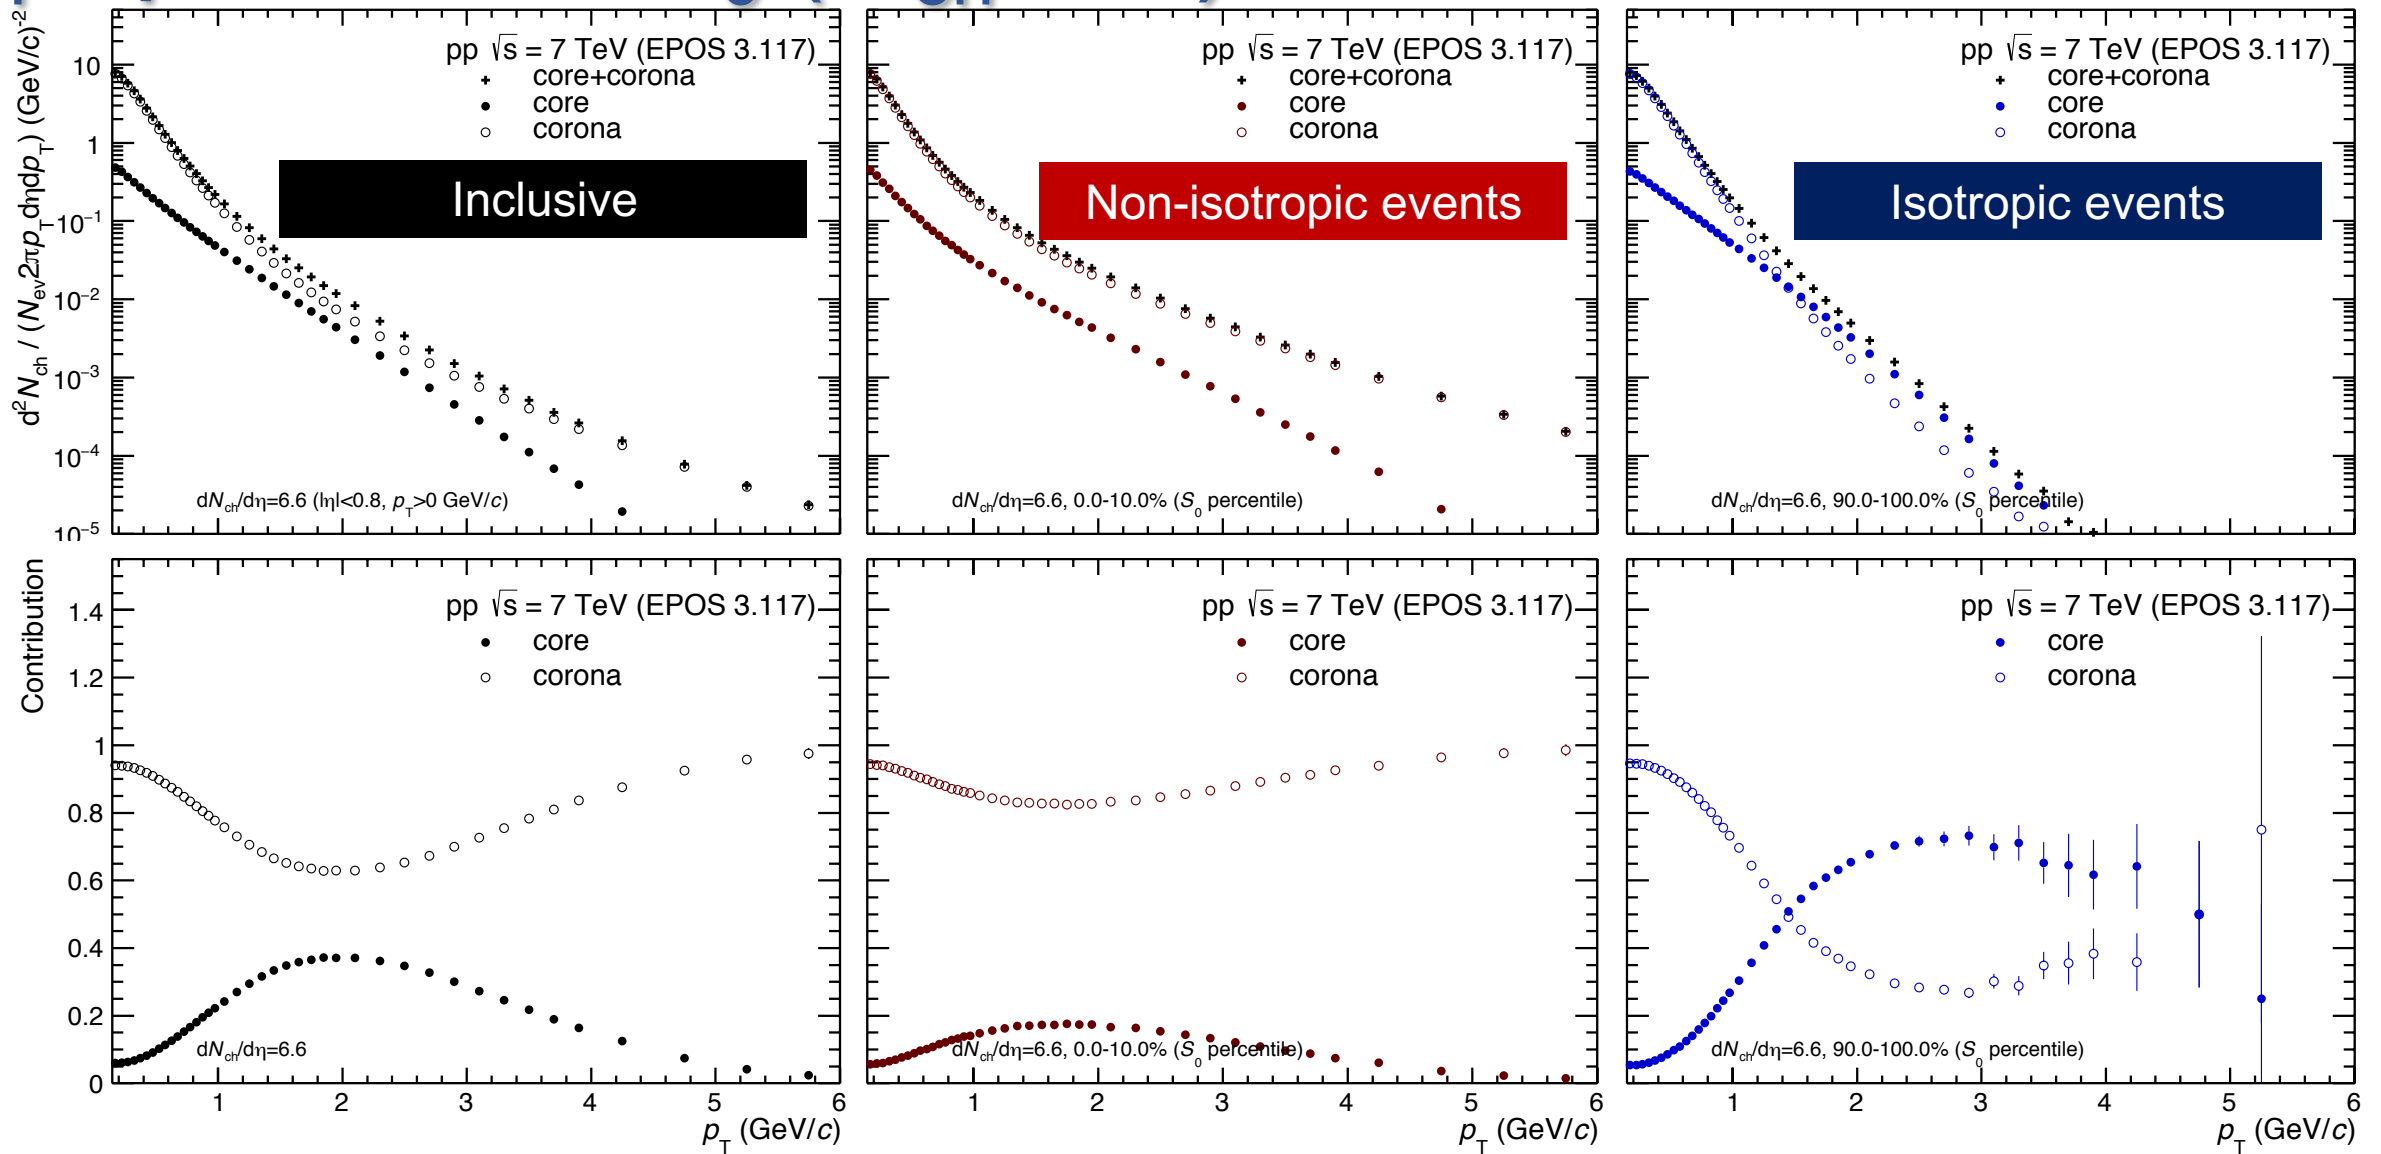 d²N_ch / (N_ev 2πp_T dηdp_T) (GeV/c)⁻²
10
1
10⁻¹
10⁻²
10⁻³
10⁻⁴
10⁻⁵
pp √s = 7 TeV (EPOS 3.117)
core+corona
core
corona
Inclusive
dN_ch/dη=6.6 (|η|<0.8, p_T>0 GeV/c)
pp √s = 7 TeV (EPOS 3.117)
core+corona
core
corona
Non-isotropic events
dN_ch/dη=6.6, 0.0-10.0% (S_0 percentile)
pp √s = 7 TeV (EPOS 3.117)
core+corona
core
corona
Isotropic events
dN_ch/dη=6.6, 90.0-100.0% (S_0 percentile)
Contribution
1.4
1.2
1
0.8
0.6
0.4
0.2
0
pp √s = 7 TeV (EPOS 3.117)
core
corona
dN_ch/dη=6.6
1 2 3 4 5 6
p_T (GeV/c)
pp √s = 7 TeV (EPOS 3.117)
core
corona
dN_ch/dη=6.6, 0.0-10.0% (S_0 percentile)
1 2 3 4 5 6
p_T (GeV/c)
pp √s = 7 TeV (EPOS 3.117)
core
corona
dN_ch/dη=6.6, 90.0-100.0% (S_0 percentile)
1 2 3 4 5 6
p_T (GeV/c)